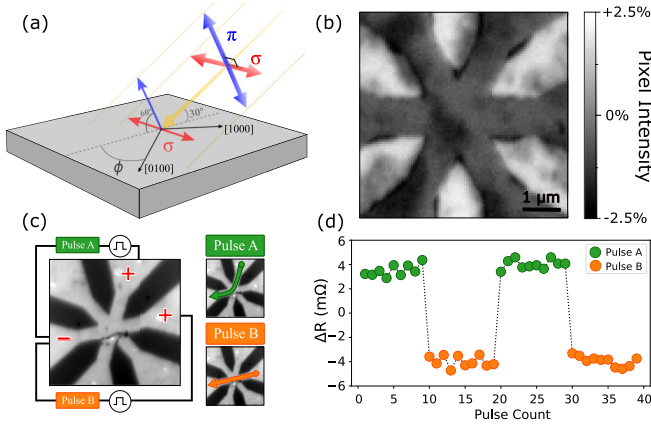 (a)
π
σ
60°
30°
[1000]
σ
ϕ
[0100]
(b)
1 μm
+2.5%
0%
-2.5%
Pixel Intensity
(c)
Pulse A
+
+
−
Pulse B
Pulse A
Pulse B
(d)
6
4
2
0
−2
−4
−6
ΔR (mΩ)
Pulse A
Pulse B
0 5 10 15 20 25 30 35 40
Pulse Count